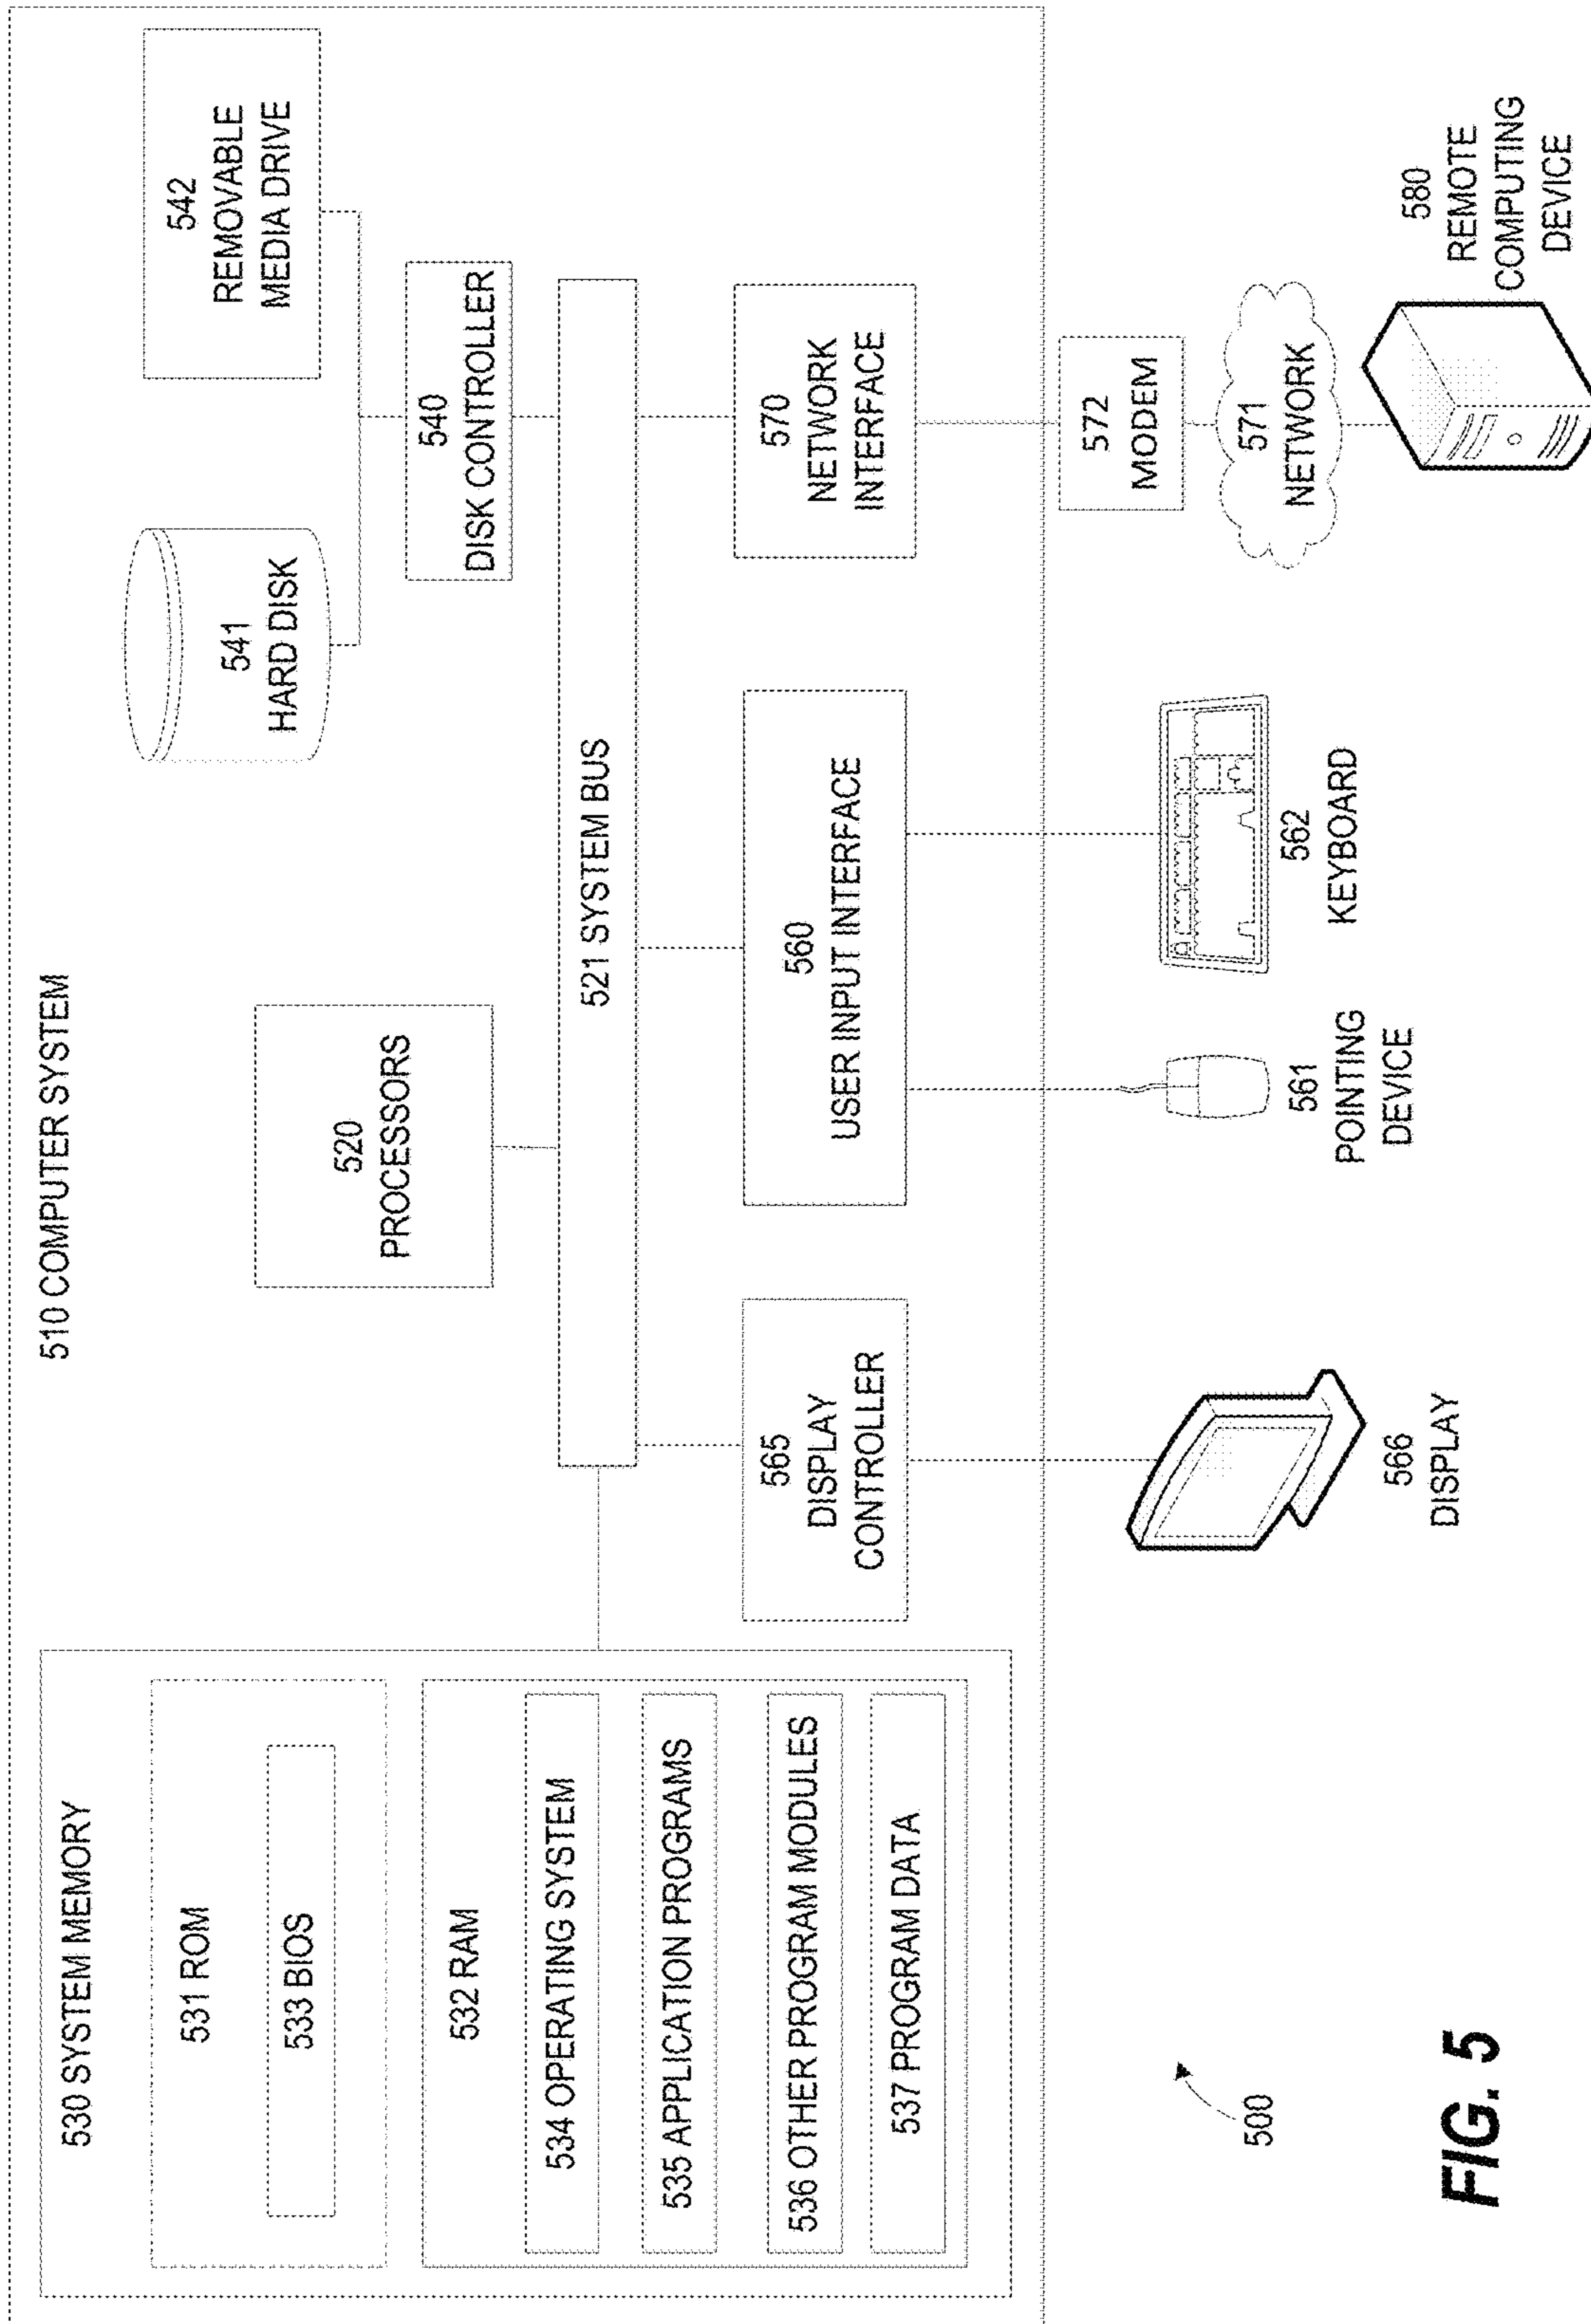 510 COMPUTER SYSTEM
530 SYSTEM MEMORY
531 ROM
533 BIOS
532 RAM
534 OPERATING SYSTEM
535 APPLICATION PROGRAMS
536 OTHER PROGRAM MODULES
537 PROGRAM DATA
520
PROCESSORS
541
HARD DISK
542
REMOVABLE
MEDIA DRIVE
540
DISK CONTROLLER
521 SYSTEM BUS
565
DISPLAY
CONTROLLER
560
USER INPUT INTERFACE
570
NETWORK
INTERFACE
572
MODEM
571
NETWORK
566
DISPLAY
561
POINTING
DEVICE
562
KEYBOARD
580
REMOTE
COMPUTING
DEVICE
500
FIG. 5